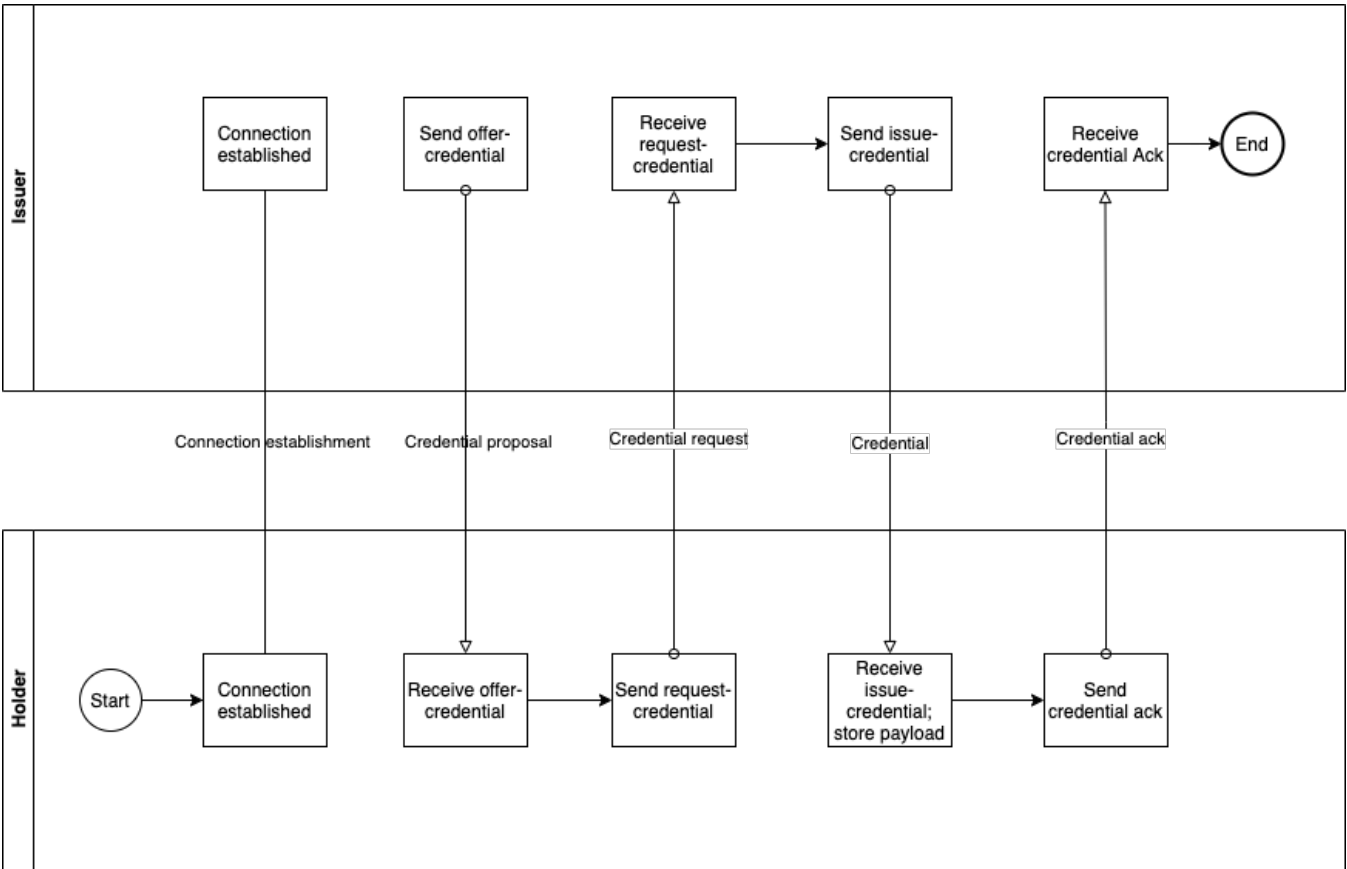 Issuer
Connection
established
Send offer-
credential
Receive
request-
credential
Send issue-
credential
Receive
credential Ack
End
Connection establishment
Credential proposal
Credential request
Credential
Credential ack
Holder
Start
Connection
established
Receive offer-
credential
Send request-
credential
Receive
issue-
credential;
store payload
Send
credential ack